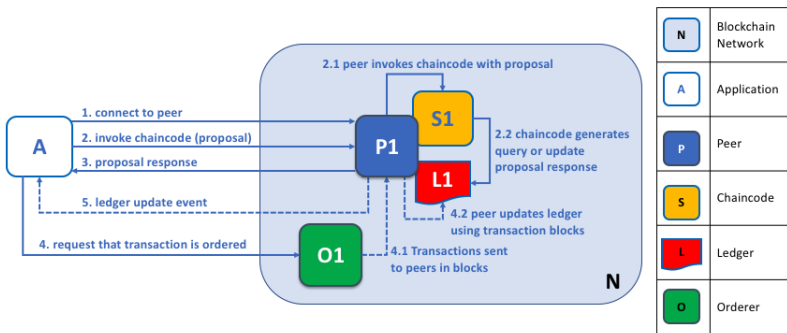 2.1 peer invokes chaincode with proposal
1. connect to peer
S1
2. invoke chaincode (proposal)
A
P1
2.2 chaincode generates
query or update
proposal response
3. proposal response
L1
5. ledger update event
4.2 peer updates ledger
using transaction blocks
4. request that transaction is ordered
O1
4.1 Transactions sent
to peers in blocks
N
N
Blockchain
Network
A
Application
P
Peer
S
Chaincode
L
Ledger
O
Orderer